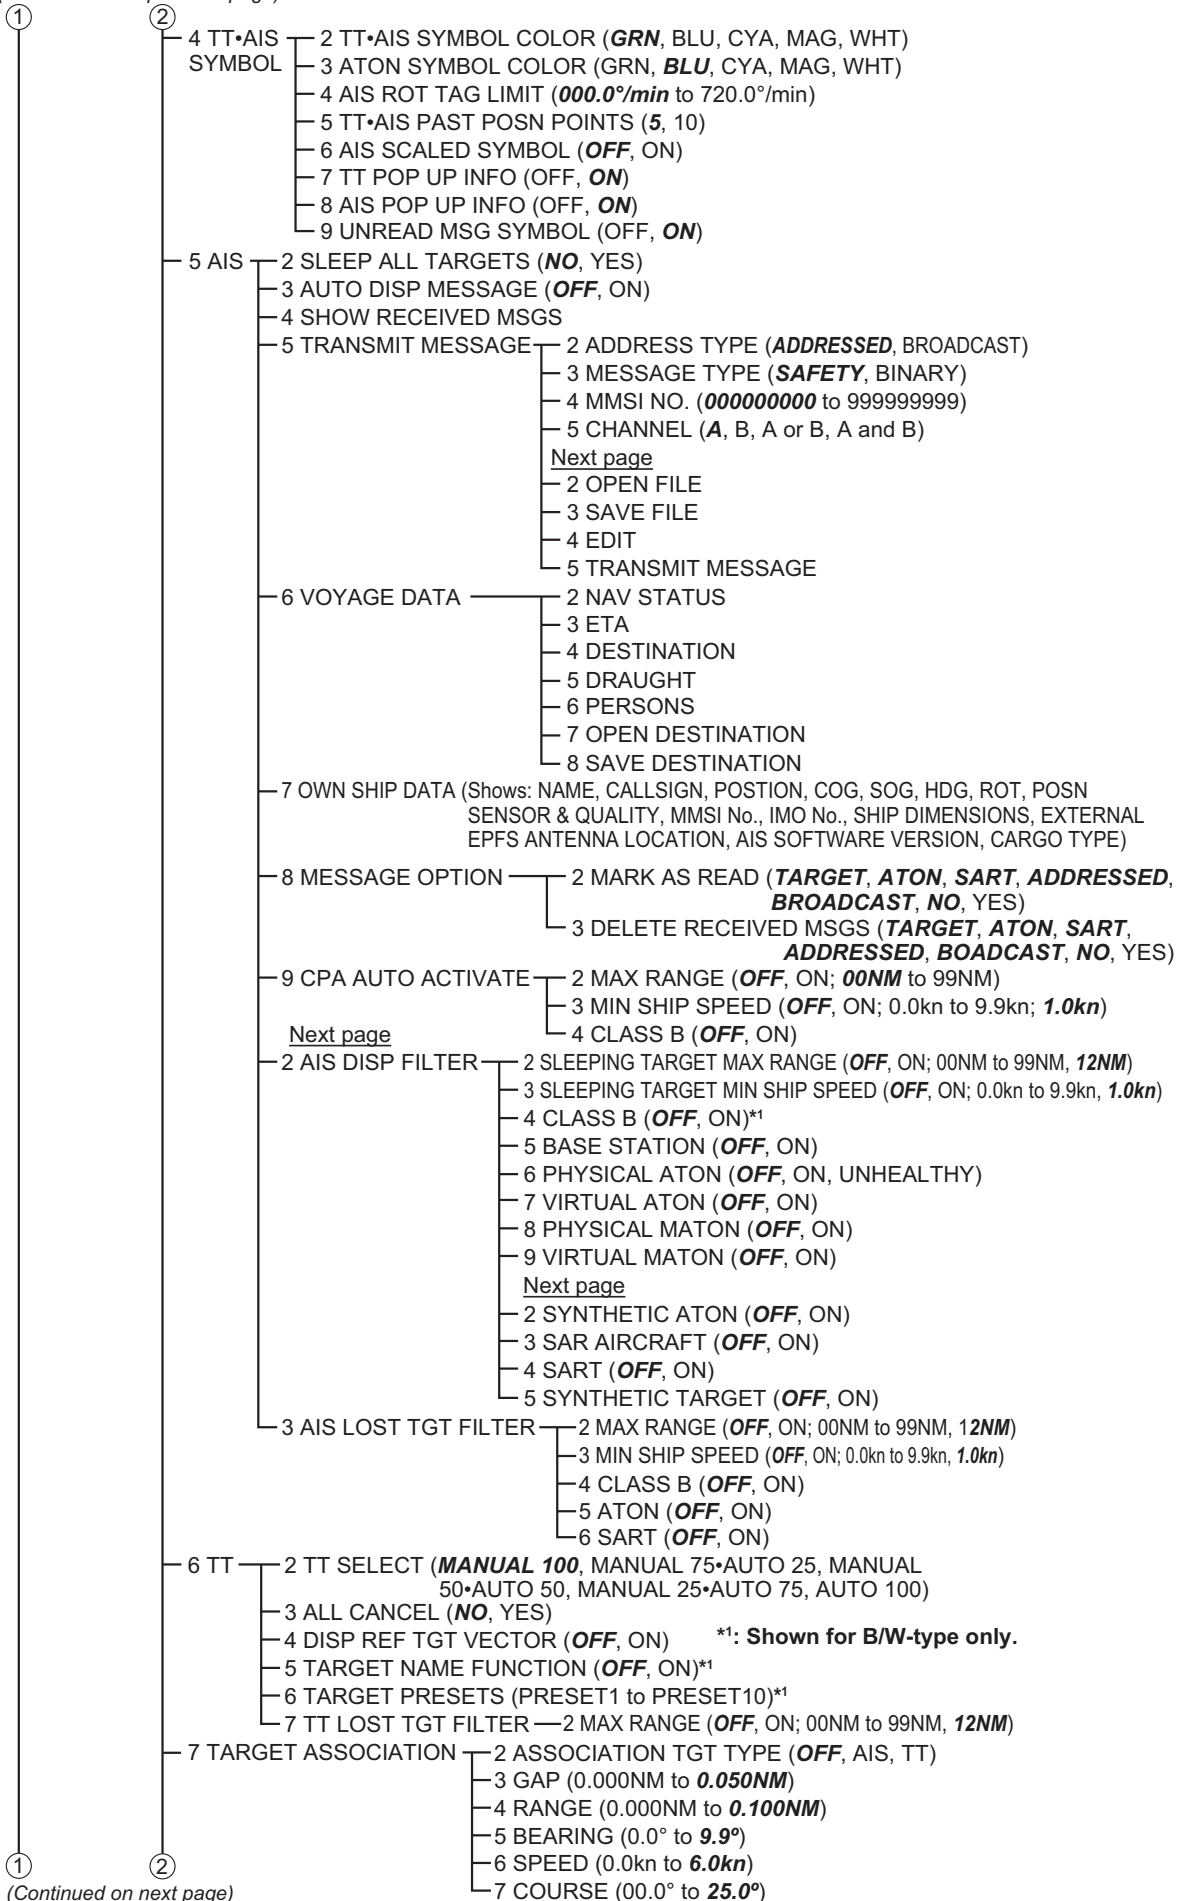 1 2
4 TT•AIS SYMBOL
2 TT•AIS SYMBOL COLOR (GRN, BLU, CYA, MAG, WHT)
3 ATON SYMBOL COLOR (GRN, BLU, CYA, MAG, WHT)
4 AIS ROT TAG LIMIT (000.0°/min to 720.0°/min)
5 TT•AIS PAST POSN POINTS (5, 10)
6 AIS SCALED SYMBOL (OFF, ON)
7 TT POP UP INFO (OFF, ON)
8 AIS POP UP INFO (OFF, ON)
9 UNREAD MSG SYMBOL (OFF, ON)
5 AIS
2 SLEEP ALL TARGETS (NO, YES)
3 AUTO DISP MESSAGE (OFF, ON)
4 SHOW RECEIVED MSGS
5 TRANSMIT MESSAGE
2 ADDRESS TYPE (ADDRESSED, BROADCAST)
3 MESSAGE TYPE (SAFETY, BINARY)
4 MMSI NO. (000000000 to 999999999)
5 CHANNEL (A, B, A or B, A and B)
Next page
2 OPEN FILE
3 SAVE FILE
4 EDIT
5 TRANSMIT MESSAGE
6 VOYAGE DATA
2 NAV STATUS
3 ETA
4 DESTINATION
5 DRAUGHT
6 PERSONS
7 OPEN DESTINATION
8 SAVE DESTINATION
7 OWN SHIP DATA (Shows: NAME, CALLSIGN, POSTION, COG, SOG, HDG, ROT, POSN
SENSOR & QUALITY, MMSI No., IMO No., SHIP DIMENSIONS, EXTERNAL
EPFS ANTENNA LOCATION, AIS SOFTWARE VERSION, CARGO TYPE)
8 MESSAGE OPTION
2 MARK AS READ (TARGET, ATON, SART, ADDRESSED,
BROADCAST, NO, YES)
3 DELETE RECEIVED MSGS (TARGET, ATON, SART,
ADDRESSED, BOADCAST, NO, YES)
9 CPA AUTO ACTIVATE
2 MAX RANGE (OFF, ON; 00NM to 99NM)
3 MIN SHIP SPEED (OFF, ON; 0.0kn to 9.9kn; 1.0kn)
4 CLASS B (OFF, ON)
Next page
2 AIS DISP FILTER
2 SLEEPING TARGET MAX RANGE (OFF, ON; 00NM to 99NM, 12NM)
3 SLEEPING TARGET MIN SHIP SPEED (OFF, ON; 0.0kn to 9.9kn, 1.0kn)
4 CLASS B (OFF, ON)*1
5 BASE STATION (OFF, ON)
6 PHYSICAL ATON (OFF, ON, UNHEALTHY)
7 VIRTUAL ATON (OFF, ON)
8 PHYSICAL MATON (OFF, ON)
9 VIRTUAL MATON (OFF, ON)
Next page
2 SYNTHETIC ATON (OFF, ON)
3 SAR AIRCRAFT (OFF, ON)
4 SART (OFF, ON)
5 SYNTHETIC TARGET (OFF, ON)
3 AIS LOST TGT FILTER
2 MAX RANGE (OFF, ON; 00NM to 99NM, 12NM)
3 MIN SHIP SPEED (OFF, ON; 0.0kn to 9.9kn, 1.0kn)
4 CLASS B (OFF, ON)
5 ATON (OFF, ON)
6 SART (OFF, ON)
6 TT
2 TT SELECT (MANUAL 100, MANUAL 75•AUTO 25, MANUAL
50•AUTO 50, MANUAL 25•AUTO 75, AUTO 100)
3 ALL CANCEL (NO, YES)
4 DISP REF TGT VECTOR (OFF, ON)
*1: Shown for B/W-type only.
5 TARGET NAME FUNCTION (OFF, ON)*1
6 TARGET PRESETS (PRESET1 to PRESET10)*1
7 TT LOST TGT FILTER
2 MAX RANGE (OFF, ON; 00NM to 99NM, 12NM)
7 TARGET ASSOCIATION
2 ASSOCIATION TGT TYPE (OFF, AIS, TT)
3 GAP (0.000NM to 0.050NM)
4 RANGE (0.000NM to 0.100NM)
5 BEARING (0.0° to 9.9º)
6 SPEED (0.0kn to 6.0kn)
7 COURSE (00.0° to 25.0º)
1 2
(Continued on next page)